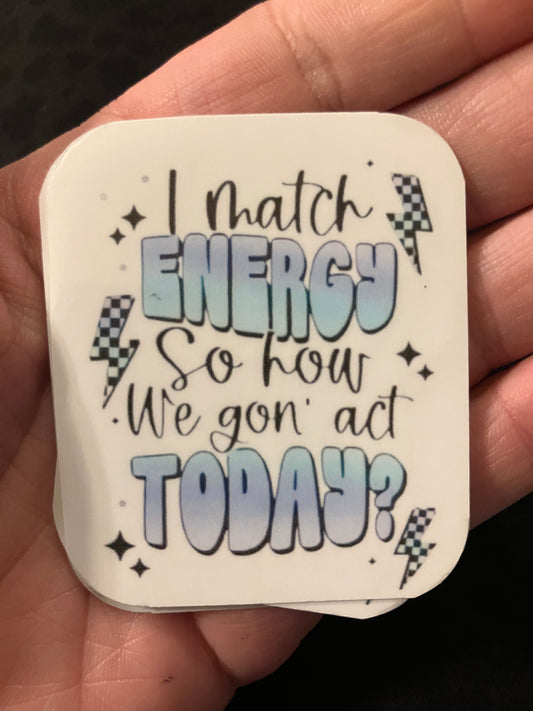 I match
ENERGY
So how
We gon' act
TODAY?